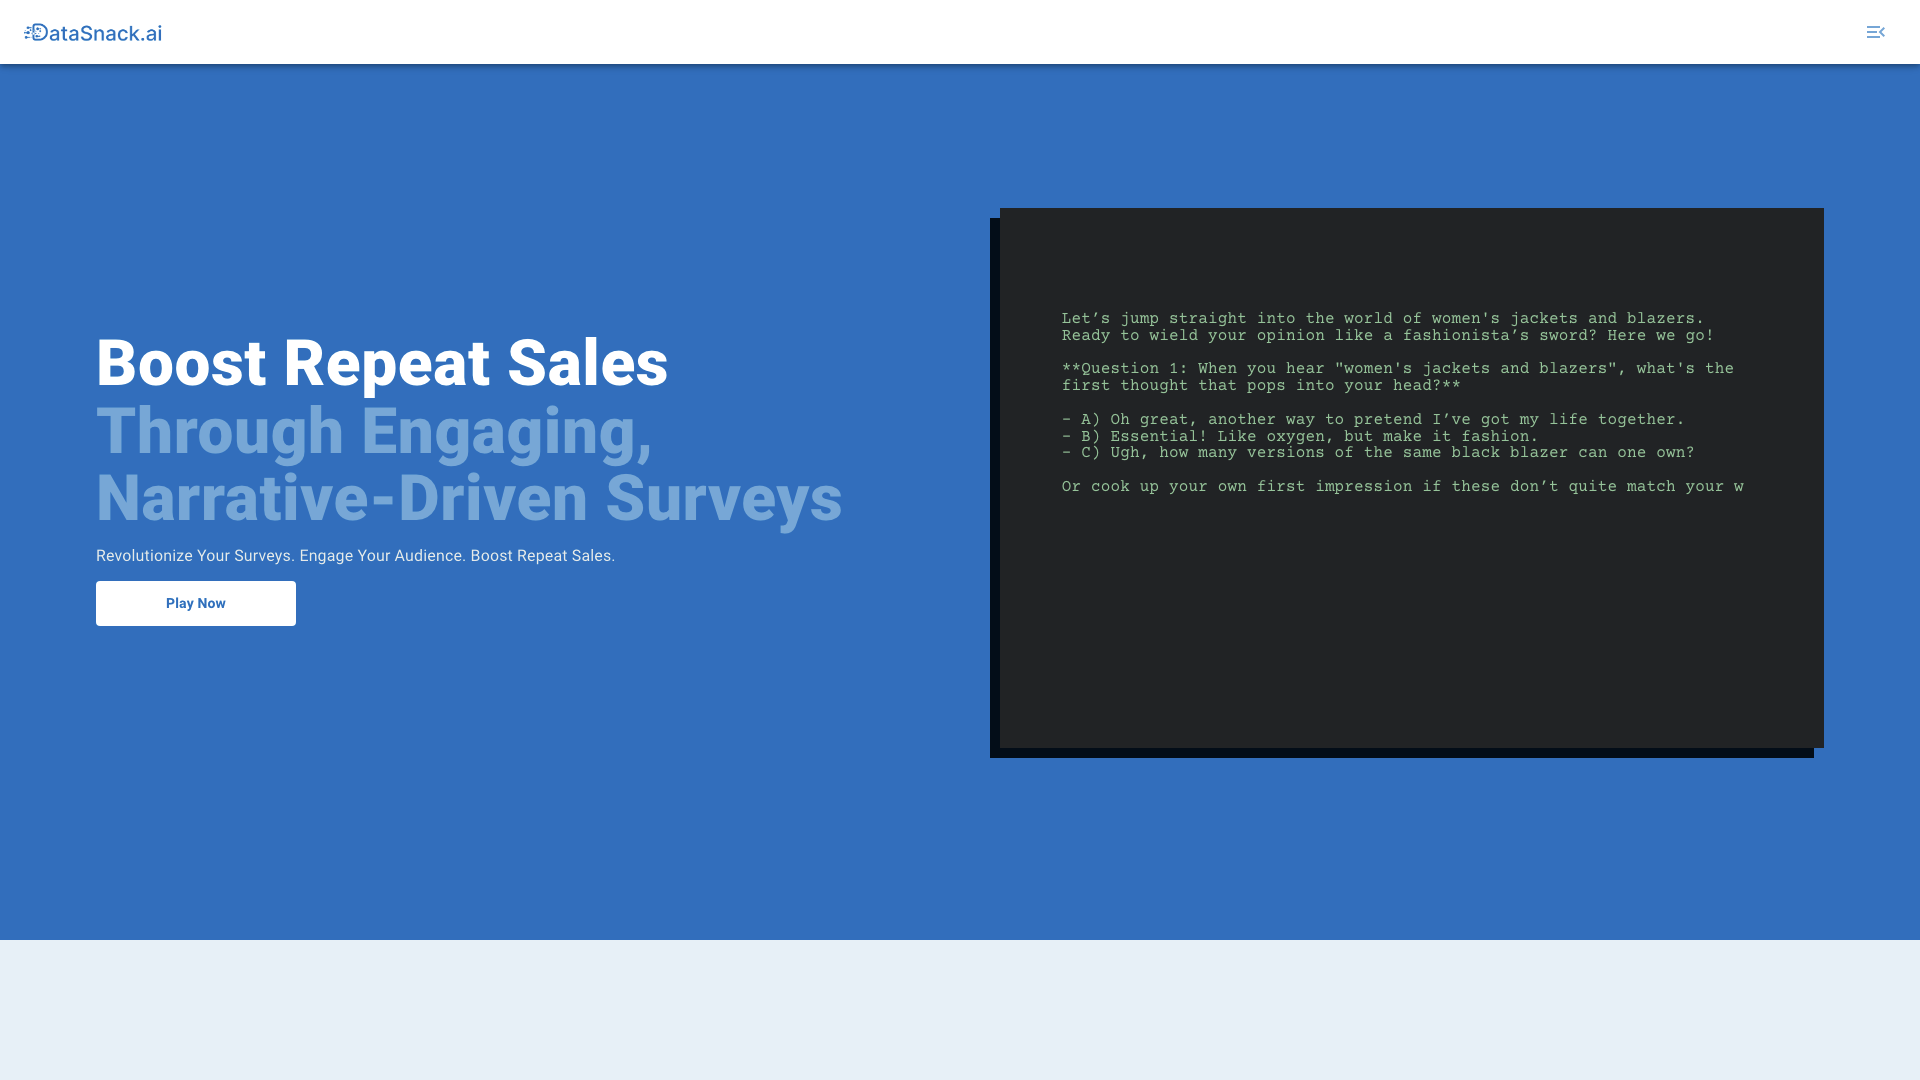 DataSnack.ai
Boost Repeat Sales
Through Engaging,
Narrative-Driven Surveys
Revolutionize Your Surveys. Engage Your Audience. Boost Repeat Sales.
Play Now
Let’s jump straight into the world of women's jackets and blazers.
Ready to wield your opinion like a fashionista’s sword? Here we go!
**Question 1: When you hear "women's jackets and blazers", what's the
first thought that pops into your head?**
- A) Oh great, another way to pretend I’ve got my life together.
- B) Essential! Like oxygen, but make it fashion.
- C) Ugh, how many versions of the same black blazer can one own?
Or cook up your own first impression if these don’t quite match your w